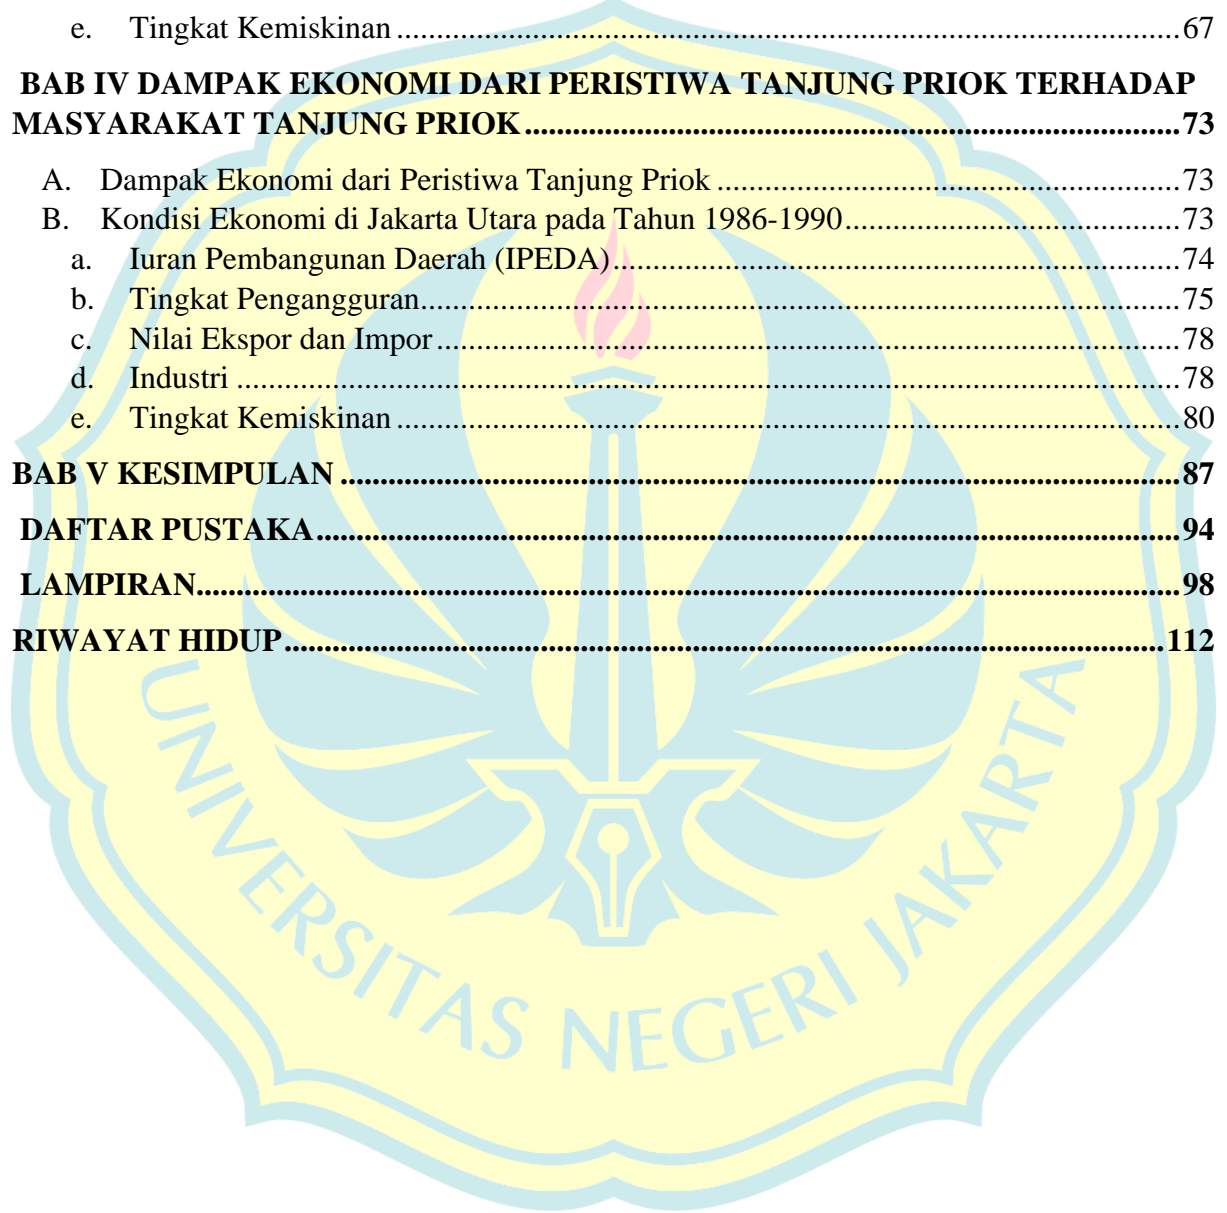 e. Tingkat Kemiskinan ........................................................................................................ 67
BAB IV DAMPAK EKONOMI DARI PERISTIWA TANJUNG PRIOK TERHADAP
MASYARAKAT TANJUNG PRIOK ................................................................................... 73
A. Dampak Ekonomi dari Peristiwa Tanjung Priok ........................................................... 73
B. Kondisi Ekonomi di Jakarta Utara pada Tahun 1986-1990 ........................................... 73
a. Iuran Pembangunan Daerah (IPEDA) ........................................................................ 74
b. Tingkat Pengangguran ................................................................................................. 75
c. Nilai Ekspor dan Impor ............................................................................................... 78
d. Industri ........................................................................................................................ 78
e. Tingkat Kemiskinan .................................................................................................... 80
BAB V KESIMPULAN .......................................................................................................... 87
DAFTAR PUSTAKA ............................................................................................................. 94
LAMPIRAN ............................................................................................................................ 98
RIWAYAT HIDUP ............................................................................................................... 112
UNIVERSITAS NEGERI JAKARTA